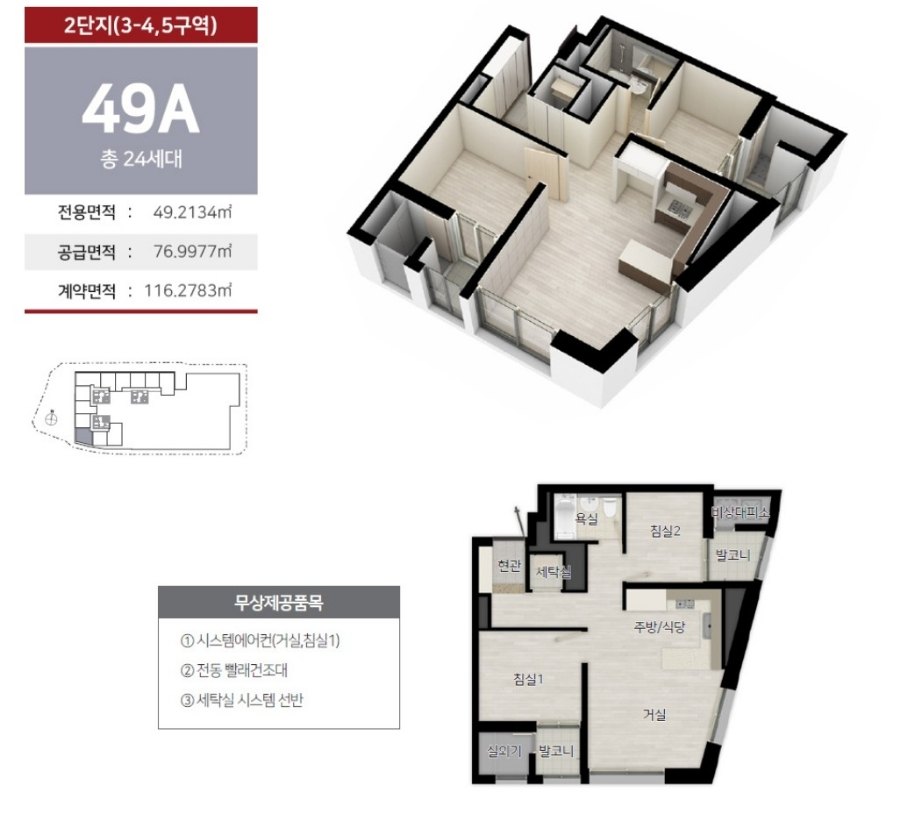 2단지(3-4,5구역)
49A
총 24세대
전용면적 : 49.2134㎡
공급면적 : 76.9977㎡
계약면적 : 116.2783㎡
N
무상제공품목
① 시스템에어컨(거실,침실1)
② 전동 빨래건조대
③ 세탁실 시스템 선반
욕실
침실2
비상대피소
발코니
현관
세탁실
주방/식당
침실1
거실
실외기
발코니